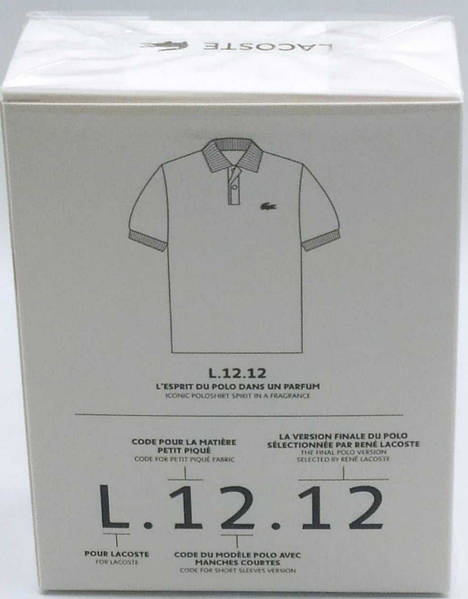 LACOSTE
L.12.12
L'ESPRIT DU POLO DANS UN PARFUM
ICONIC POLOSHIRT SPIRIT IN A FRAGRANCE
CODE POUR LA MATIÈRE
PETIT PIQUÉ
CODE FOR PETIT PIQUÉ FABRIC
LA VERSION FINALE DU POLO
SÉLECTIONNÉE PAR RENÉ LACOSTE
THE FINAL POLO VERSION
SELECTED BY RENÉ LACOSTE
L.12.12
POUR LACOSTE
FOR LACOSTE
CODE DU MODÈLE POLO AVEC
MANCHES COURTES
CODE FOR SHORT SLEEVES VERSION